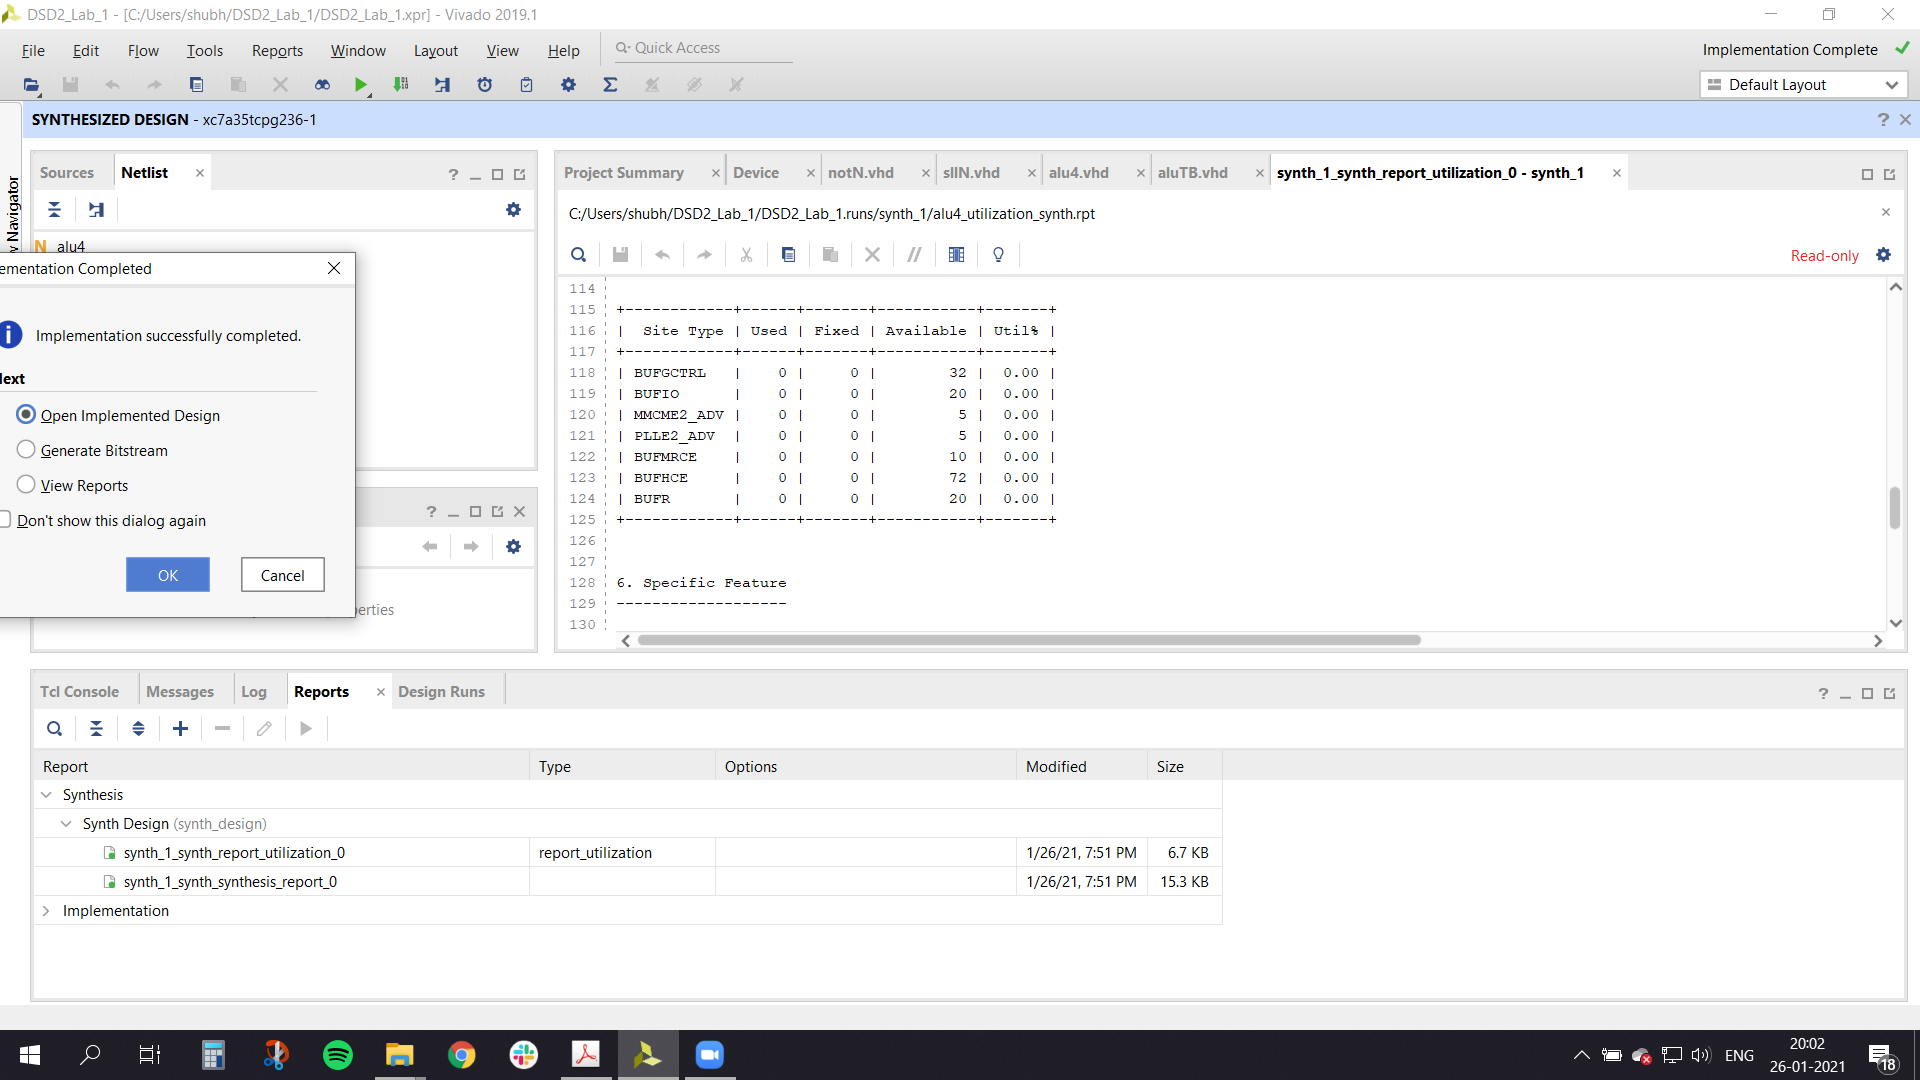 DSD2_Lab_1 - [C:/Users/shubh/DSD2_Lab_1/DSD2_Lab_1.xpr] - Vivado 2019.1
File Edit Flow Tools Reports Window Layout View Help Quick Access
Implementation Complete
Default Layout
SYNTHESIZED DESIGN - xc7a35tcpg236-1
Navigator
Sources Netlist
alu4
ementation Completed
Implementation successfully completed.
ext
Open Implemented Design
Generate Bitstream
View Reports
Don't show this dialog again
OK Cancel
erties
Project Summary Device notN.vhd sllN.vhd alu4.vhd aluTB.vhd synth_1_synth_report_utilization_0 - synth_1
C:/Users/shubh/DSD2_Lab_1/DSD2_Lab_1.runs/synth_1/alu4_utilization_synth.rpt
Read-only
114
115 +------------+------+-------+-----------+-------+
116 |  Site Type | Used | Fixed | Available | Util% |
117 +------------+------+-------+-----------+-------+
118 | BUFGCTRL   |    0 |     0 |        32 |  0.00 |
119 | BUFIO      |    0 |     0 |        20 |  0.00 |
120 | MMCME2_ADV |    0 |     0 |         5 |  0.00 |
121 | PLLE2_ADV  |    0 |     0 |         5 |  0.00 |
122 | BUFMRCE    |    0 |     0 |        10 |  0.00 |
123 | BUFHCE     |    0 |     0 |        72 |  0.00 |
124 | BUFR       |    0 |     0 |        20 |  0.00 |
125 +------------+------+-------+-----------+-------+
126
127
128 6. Specific Feature
129 -------------------
130
Tcl Console Messages Log Reports Design Runs
Report Type Options Modified Size
Synthesis
Synth Design (synth_design)
synth_1_synth_report_utilization_0 report_utilization 1/26/21, 7:51 PM 6.7 KB
synth_1_synth_synthesis_report_0 1/26/21, 7:51 PM 15.3 KB
Implementation
ENG
20:02
26-01-2021
18